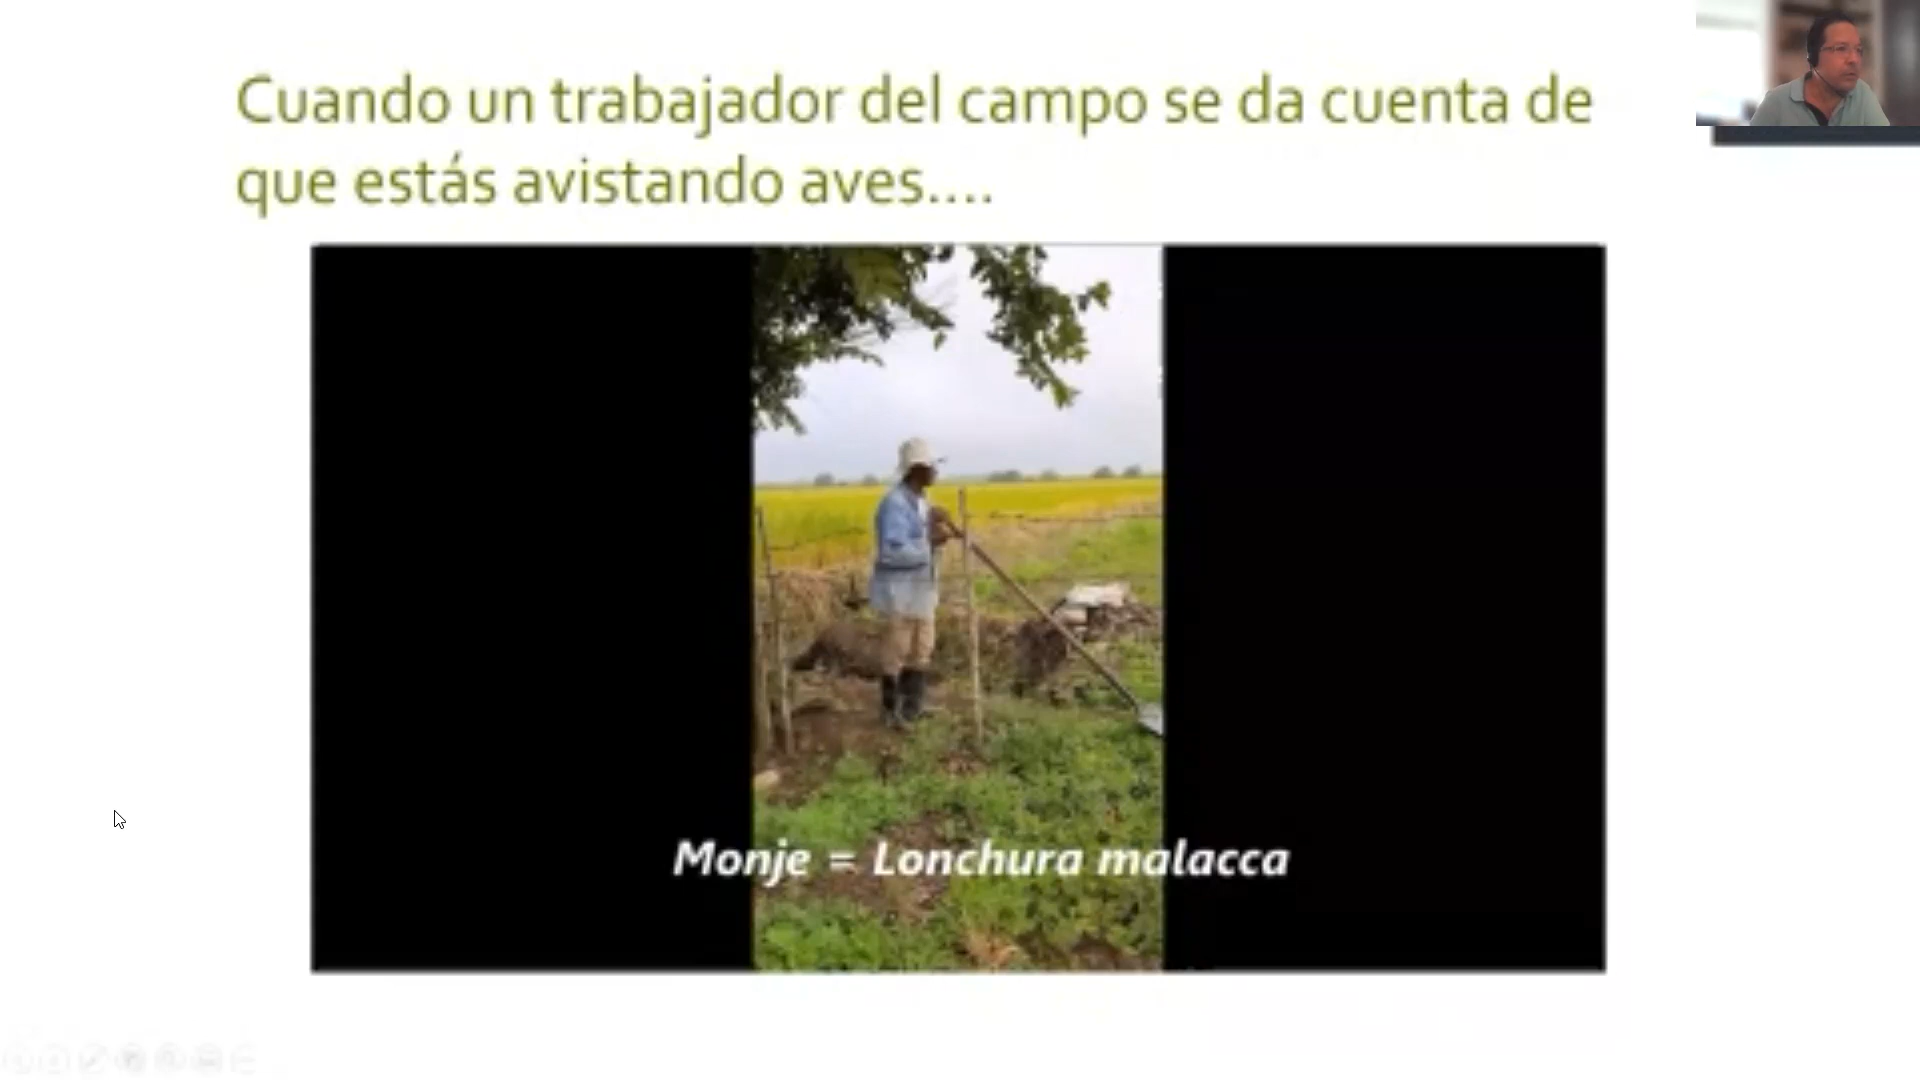 Cuando un trabajador del campo se da cuenta de
que estás avistando aves....
Monje = Lonchura malacca